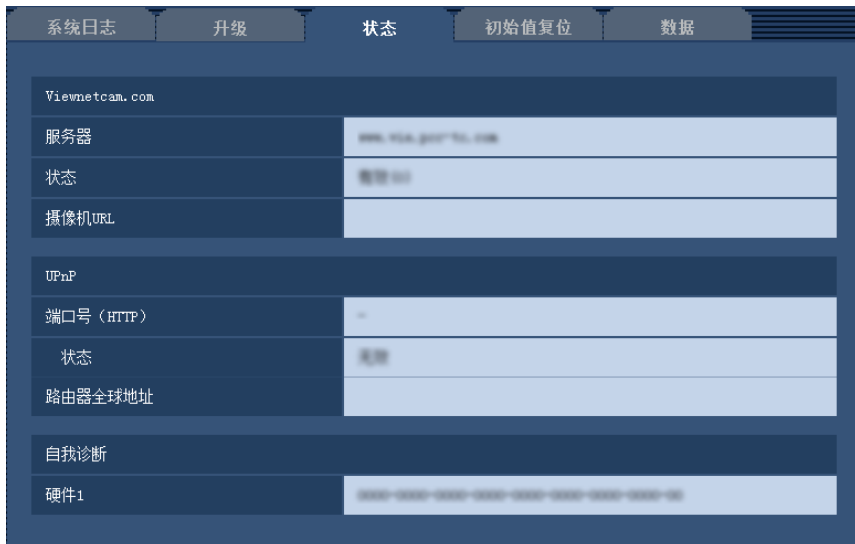 系统日志
升级
状态
初始值复位
数据
Viewnetcam.com
服务器
状态
摄像机URL
UPnP
端口号（HTTP）
-
状态
路由器全球地址
自我诊断
硬件1